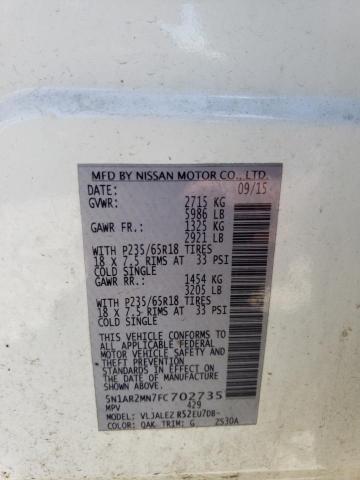 MFD BY NISSAN MOTOR CO., LTD.
DATE: 09/15
GVWR: 2715 KG
5986 LB
GAWR FR.: 1325 KG
2921 LB
WITH P235/65R18 TIRES
18 X 7.5 RIMS AT 33 PSI
COLD SINGLE
GAWR RR.: 1454 KG
3205 LB
WITH P235/65R18 TIRES
18 X 7.5 RIMS AT 33 PSI
COLD SINGLE
THIS VEHICLE CONFORMS TO
ALL APPLICABLE FEDERAL
MOTOR VEHICLE SAFETY
STANDARDS IN EFFECT ON
THE DATE OF MANUFACTURE
SHOWN ABOVE.
5N1AR2MN7FC702735
MPV 429
MODEL: VLJALEZ R52EU7DB-
COLOR: QAK TRIM: G 2530A